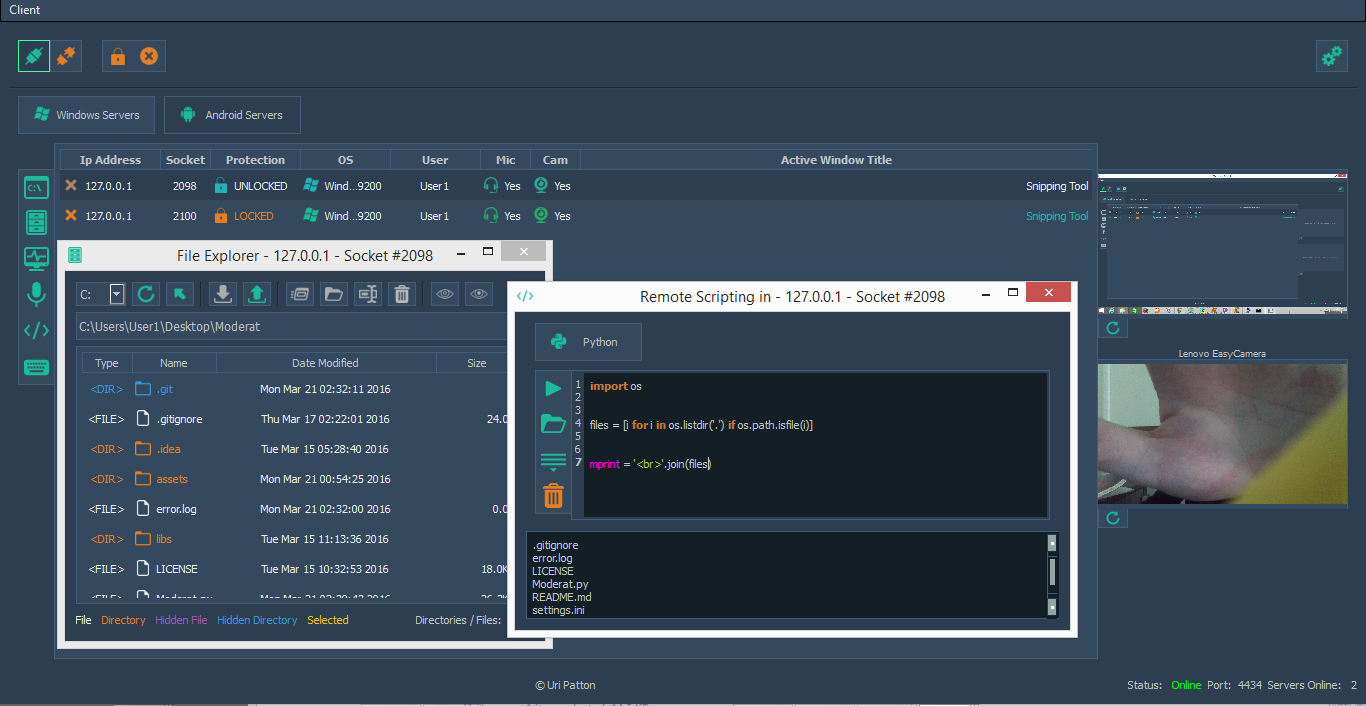 Client
Windows Servers Android Servers
Ip Address Socket Protection OS User Mic Cam Active Window Title
127.0.0.1 2098 UNLOCKED Wind...9200 User1 Yes Yes Snipping Tool
127.0.0.1 2100 LOCKED Wind...9200 User1 Yes Yes Snipping Tool
C:\
File Explorer - 127.0.0.1 - Socket #2098
C:
C:\Users\User1\Desktop\Moderat
Type Name Date Modified Size
<DIR> .git Mon Mar 21 02:32:11 2016
<FILE> .gitignore Thu Mar 17 02:22:01 2016 24.0
<DIR> .idea Tue Mar 15 05:28:40 2016
<DIR> assets Mon Mar 21 00:54:25 2016
<FILE> error.log Mon Mar 21 02:32:00 2016 0.0
<DIR> libs Tue Mar 15 11:13:36 2016
<FILE> LICENSE Tue Mar 15 10:32:53 2016 18.0K
File Directory Hidden File Hidden Directory Selected Directories / Files:
Remote Scripting in - 127.0.0.1 - Socket #2098
Python
1 import os
2
3
4 files = [i for i in os.listdir('.') if os.path.isfile(i)]
5
6
7 mprint = '<br>'.join(files)
.gitignore
error.log
LICENSE
Moderat.py
README.md
settings.ini
Lenovo EasyCamera
© Uri Patton
Status: Online Port: 4434 Servers Online: 2